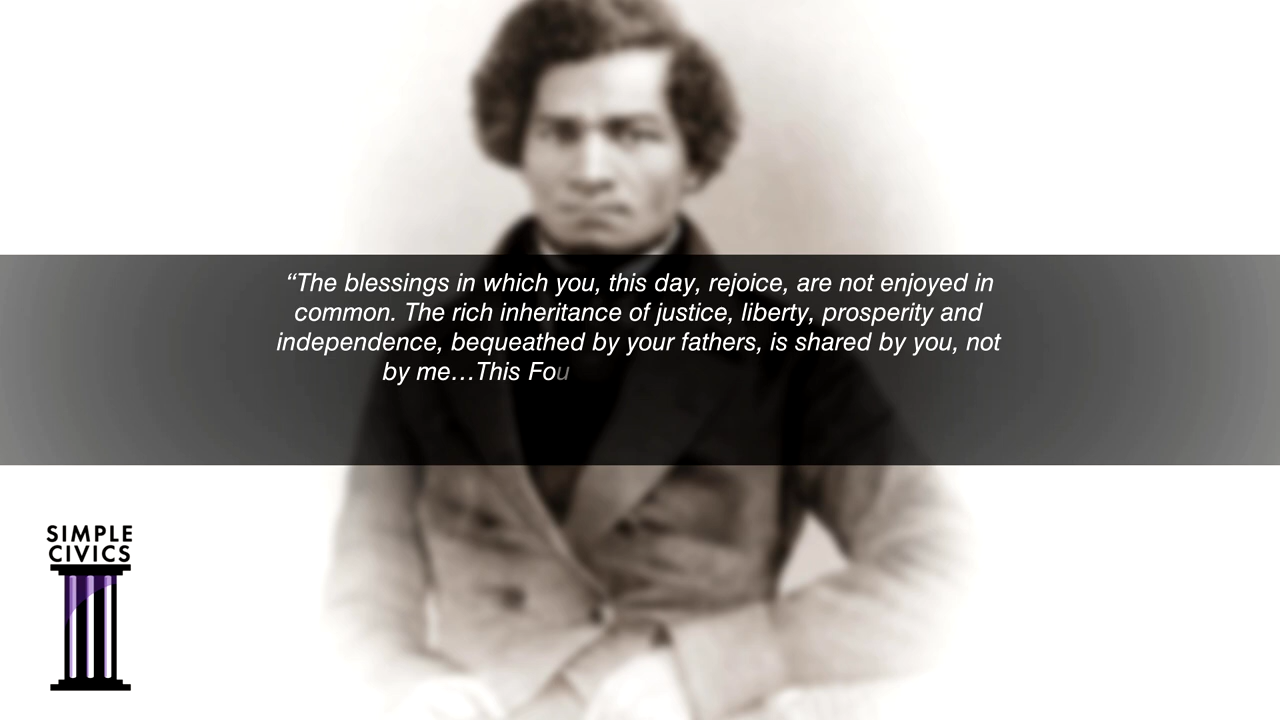 “The blessings in which you, this day, rejoice, are not enjoyed in
common. The rich inheritance of justice, liberty, prosperity and
independence, bequeathed by your fathers, is shared by you, not
by me…This Fou
SIMPLE
CIVICS